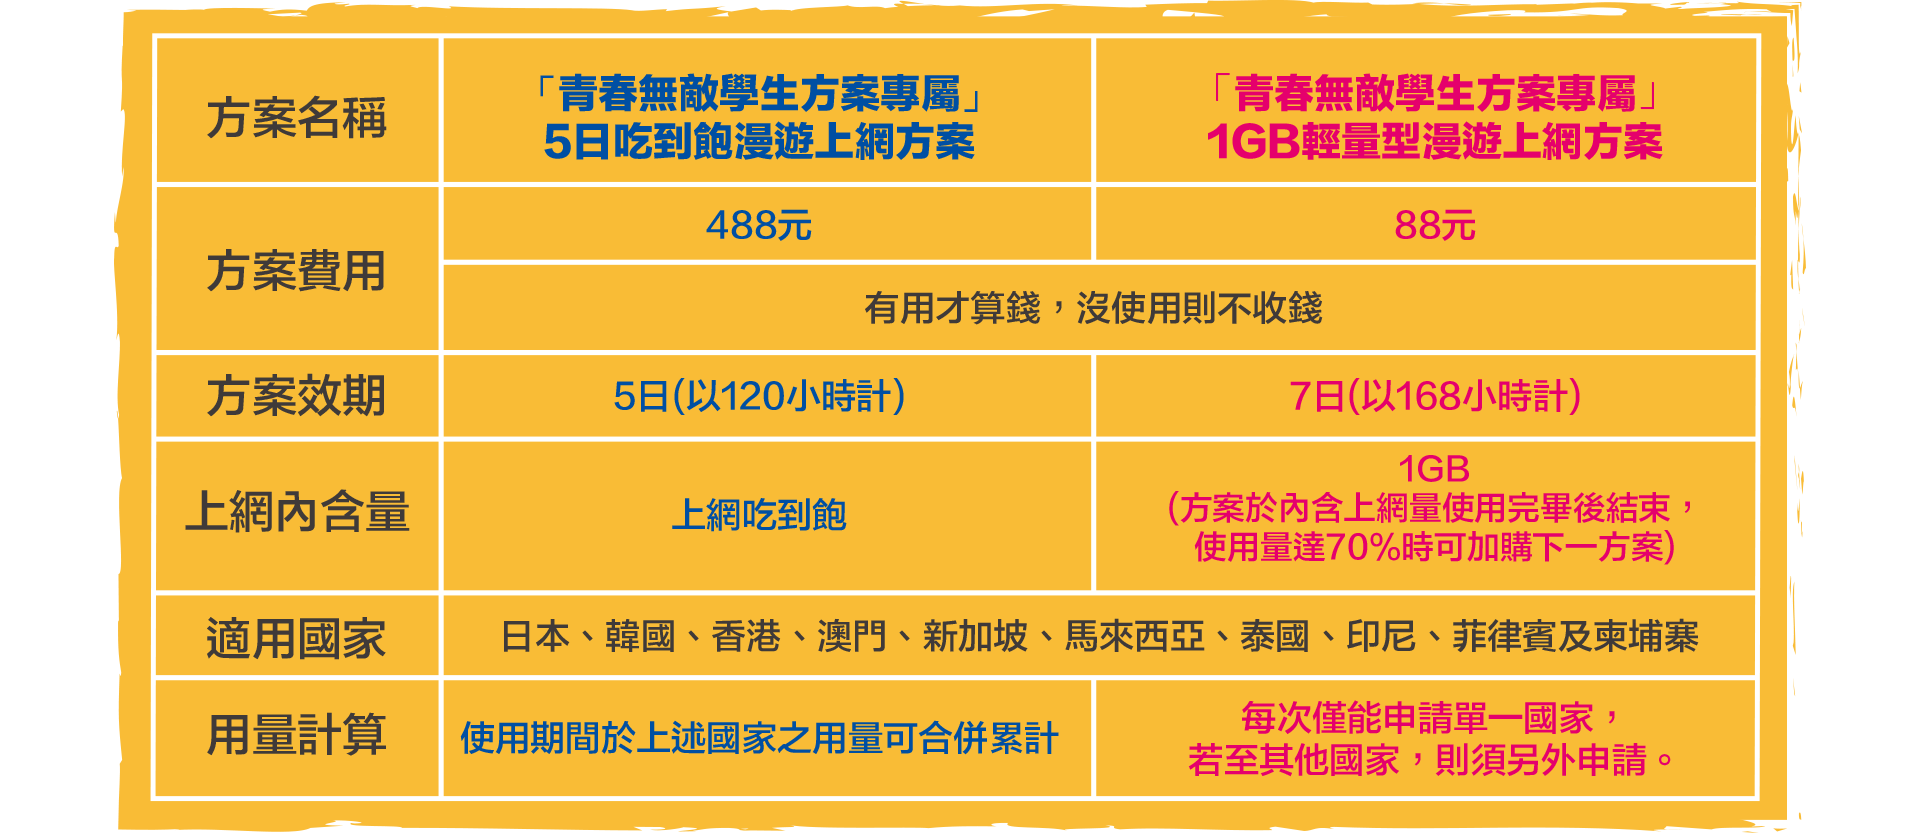 方案名稱
「青春無敵學生方案專屬」
5日吃到飽漫遊上網方案
「青春無敵學生方案專屬」
1GB輕量型漫遊上網方案
方案費用
488元
88元
有用才算錢，沒使用則不收錢
方案效期
5日(以120小時計)
7日(以168小時計)
上網內含量
上網吃到飽
1GB
(方案於內含上網量使用完畢後結束，
使用量達70%時可加購下一方案)
適用國家
日本、韓國、香港、澳門、新加坡、馬來西亞、泰國、印尼、菲律賓及柬埔寨
用量計算
使用期間於上述國家之用量可合併累計
每次僅能申請單一國家，
若至其他國家，則須另外申請。